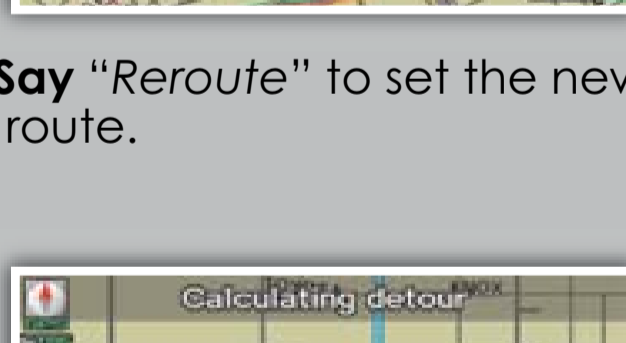 Say “Reroute” to set the new
route.
Calculating detour